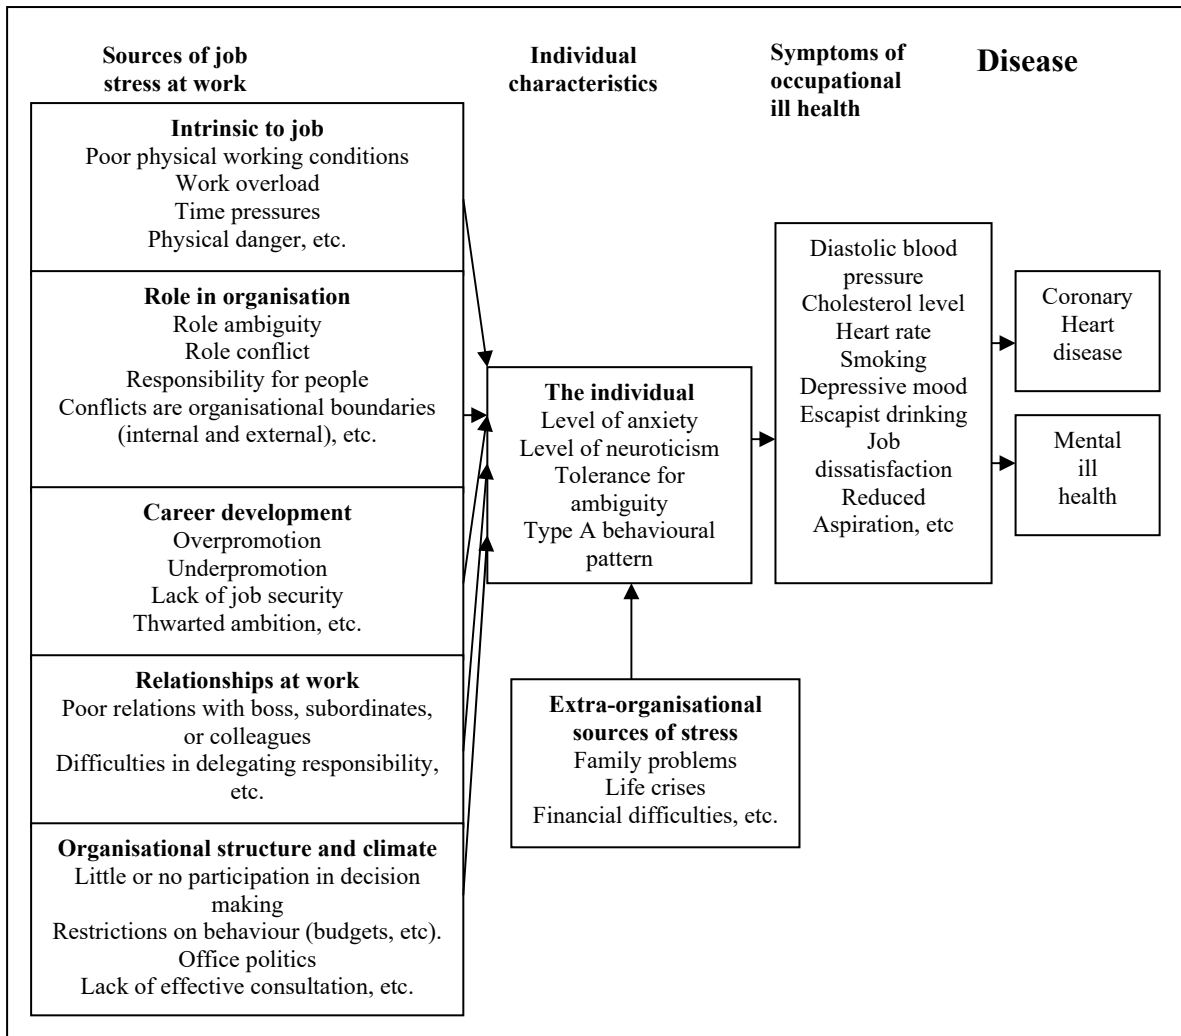 Sources of job
stress at work
Individual
characteristics
Symptoms of
occupational
ill health
Disease
Intrinsic to job
Poor physical working conditions
Work overload
Time pressures
Physical danger, etc.
Role in organisation
Role ambiguity
Role conflict
Responsibility for people
Conflicts are organisational boundaries
(internal and external), etc.
Career development
Overpromotion
Underpromotion
Lack of job security
Thwarted ambition, etc.
Relationships at work
Poor relations with boss, subordinates,
or colleagues
Difficulties in delegating responsibility,
etc.
Organisational structure and climate
Little or no participation in decision
making
Restrictions on behaviour (budgets, etc).
Office politics
Lack of effective consultation, etc.
The individual
Level of anxiety
Level of neuroticism
Tolerance for
ambiguity
Type A behavioural
pattern
Extra-organisational
sources of stress
Family problems
Life crises
Financial difficulties, etc.
Diastolic blood
pressure
Cholesterol level
Heart rate
Smoking
Depressive mood
Escapist drinking
Job
dissatisfaction
Reduced
Aspiration, etc
Coronary
Heart
disease
Mental
ill
health